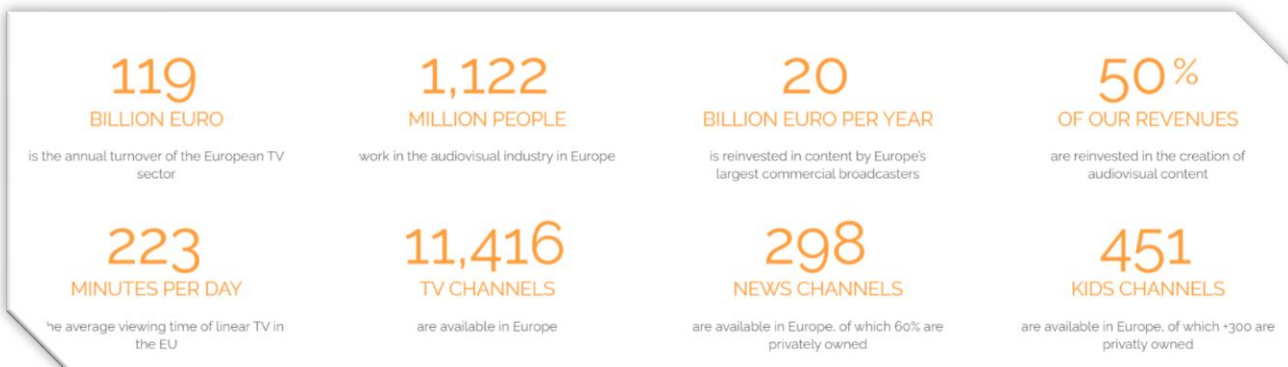 119
BILLION EURO
is the annual turnover of the European TV
sector
1,122
MILLION PEOPLE
work in the audiovisual industry in Europe
20
BILLION EURO PER YEAR
is reinvested in content by Europe's
largest commercial broadcasters
50%
OF OUR REVENUES
are reinvested in the creation of
audiovisual content
223
MINUTES PER DAY
he average viewing time of linear TV in
the EU
11,416
TV CHANNELS
are available in Europe
298
NEWS CHANNELS
are available in Europe, of which 60% are
privately owned
451
KIDS CHANNELS
are available in Europe, of which +300 are
privatly owned